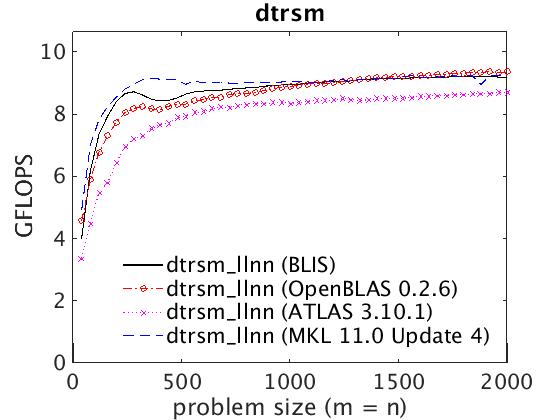 dtrsm
10
8
6
4
2
0
GFLOPS
dtrsm_llnn (BLIS)
dtrsm_llnn (OpenBLAS 0.2.6)
dtrsm_llnn (ATLAS 3.10.1)
dtrsm_llnn (MKL 11.0 Update 4)
0 500 1000 1500 2000
problem size (m = n)